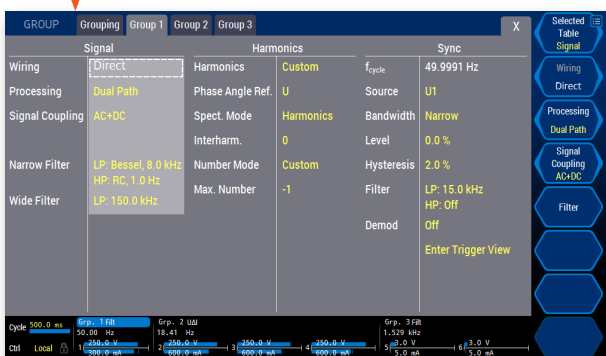 GROUP Grouping Group 1 Group 2 Group 3 X
Signal Harmonics Sync
Wiring Direct Harmonics Custom fcycle 49.9991 Hz
Processing Dual Path Phase Angle Ref. U Source U1
Signal Coupling AC+DC Spect. Mode Harmonics Bandwidth Narrow
Interharm. 0 Level 0.0 %
Narrow Filter LP: Bessel, 8.0 kHz Number Mode Custom Hysteresis 2.0 %
HP: RC, 1.0 Hz
Wide Filter LP: 150.0 kHz Max. Number -1 Filter LP: 15.0 kHz
HP: Off
Demod Off
Enter Trigger View
Selected
Table
Signal
Wiring
Direct
Processing
Dual Path
Signal
Coupling
AC+DC
Filter
Cycle 500.0 ms Grp. 1 Filt Grp. 2 UΔI Grp. 3 Filt
50.00 Hz 18.41 Hz 1.529 kHz
Ctrl Local 1 250.0 V 2 250.0 V 3 250.0 V 4 250.0 V 5 3.0 V 6 3.0 V
300.0 mA 600.0 mA 600.0 mA 600.0 mA 5.0 mA 5.0 mA